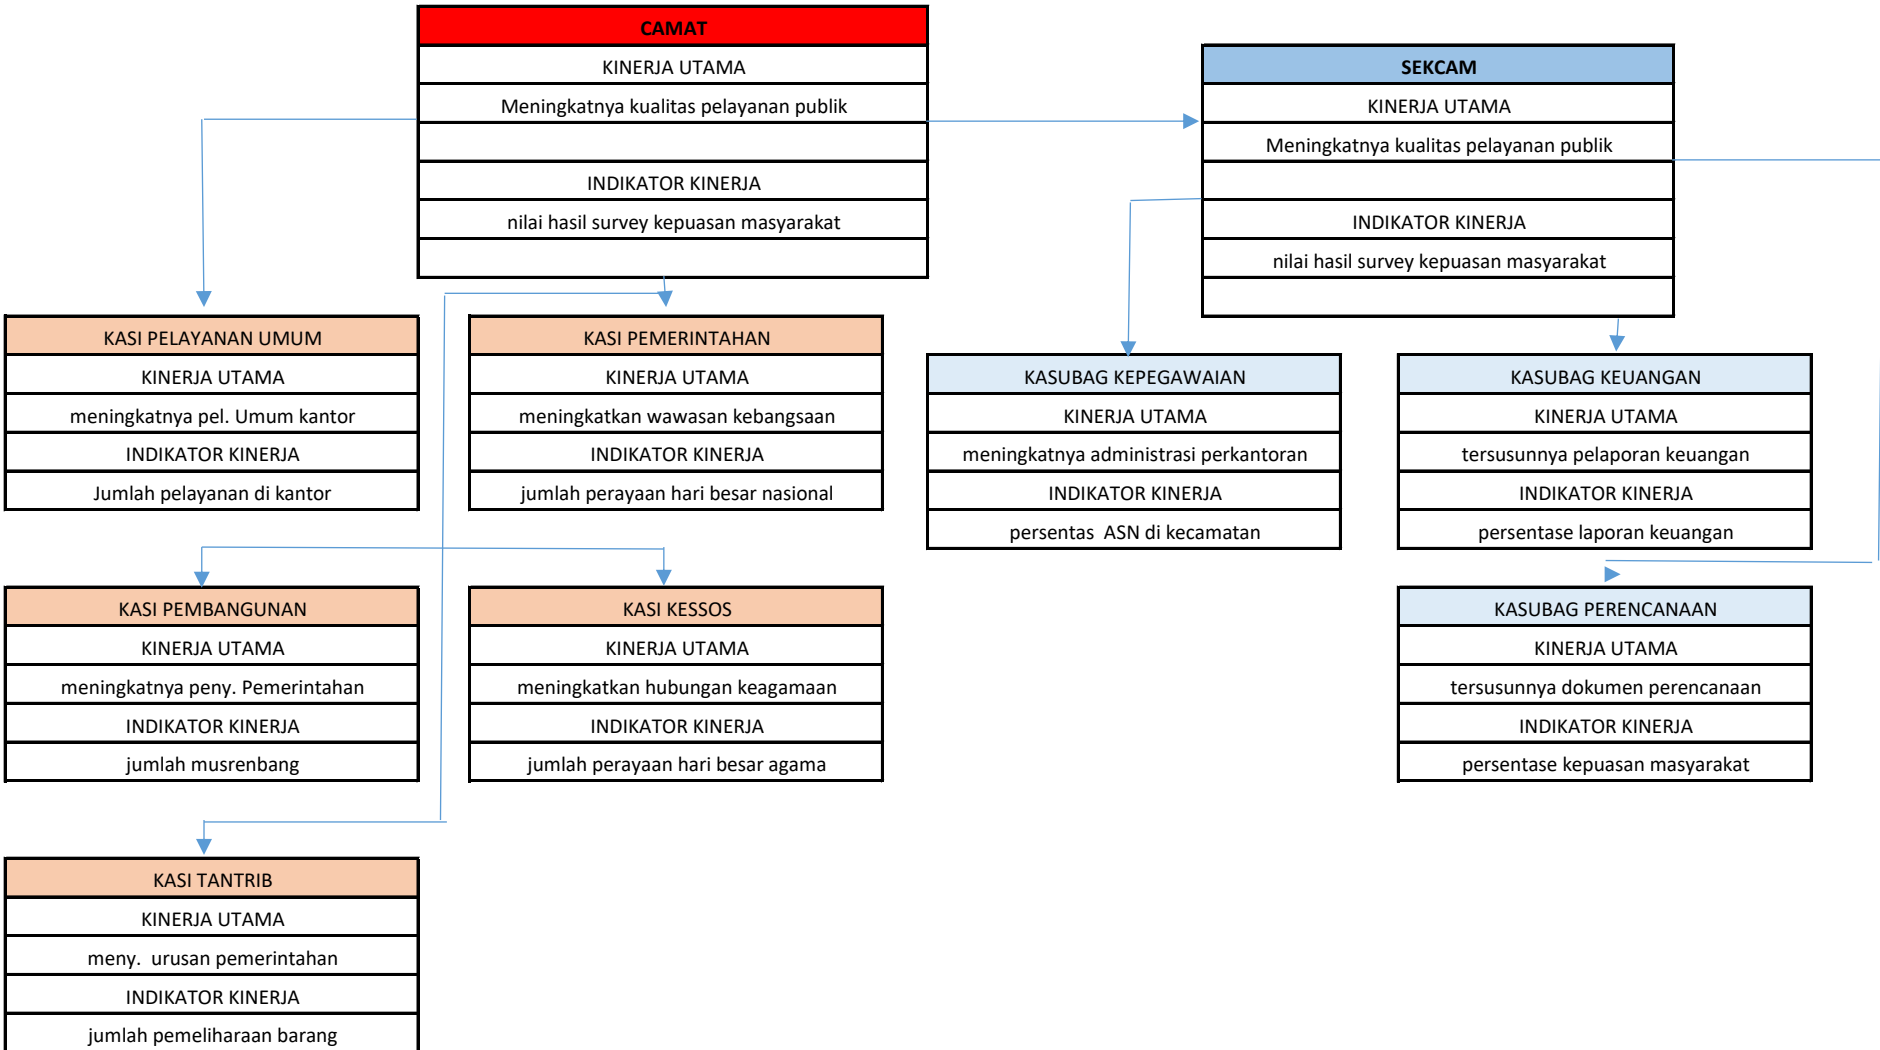 CAMAT
KINERJA UTAMA
Meningkatnya kualitas pelayanan publik
INDIKATOR KINERJA
nilai hasil survey kepuasan masyarakat
SEKCAM
KINERJA UTAMA
Meningkatnya kualitas pelayanan publik
INDIKATOR KINERJA
nilai hasil survey kepuasan masyarakat
KASI PELAYANAN UMUM
KINERJA UTAMA
meningkatnya pel. Umum kantor
INDIKATOR KINERJA
Jumlah pelayanan di kantor
KASI PEMERINTAHAN
KINERJA UTAMA
meningkatkan wawasan kebangsaan
INDIKATOR KINERJA
jumlah perayaan hari besar nasional
KASUBAG KEPEGAWAIAN
KINERJA UTAMA
meningkatnya administrasi perkantoran
INDIKATOR KINERJA
persentas  ASN di kecamatan
KASUBAG KEUANGAN
KINERJA UTAMA
tersusunnya pelaporan keuangan
INDIKATOR KINERJA
persentase laporan keuangan
KASI PEMBANGUNAN
KINERJA UTAMA
meningkatnya peny. Pemerintahan
INDIKATOR KINERJA
jumlah musrenbang
KASI KESSOS
KINERJA UTAMA
meningkatkan hubungan keagamaan
INDIKATOR KINERJA
jumlah perayaan hari besar agama
KASUBAG PERENCANAAN
KINERJA UTAMA
tersusunnya dokumen perencanaan
INDIKATOR KINERJA
persentase kepuasan masyarakat
KASI TANTRIB
KINERJA UTAMA
meny.  urusan pemerintahan
INDIKATOR KINERJA
jumlah pemeliharaan barang